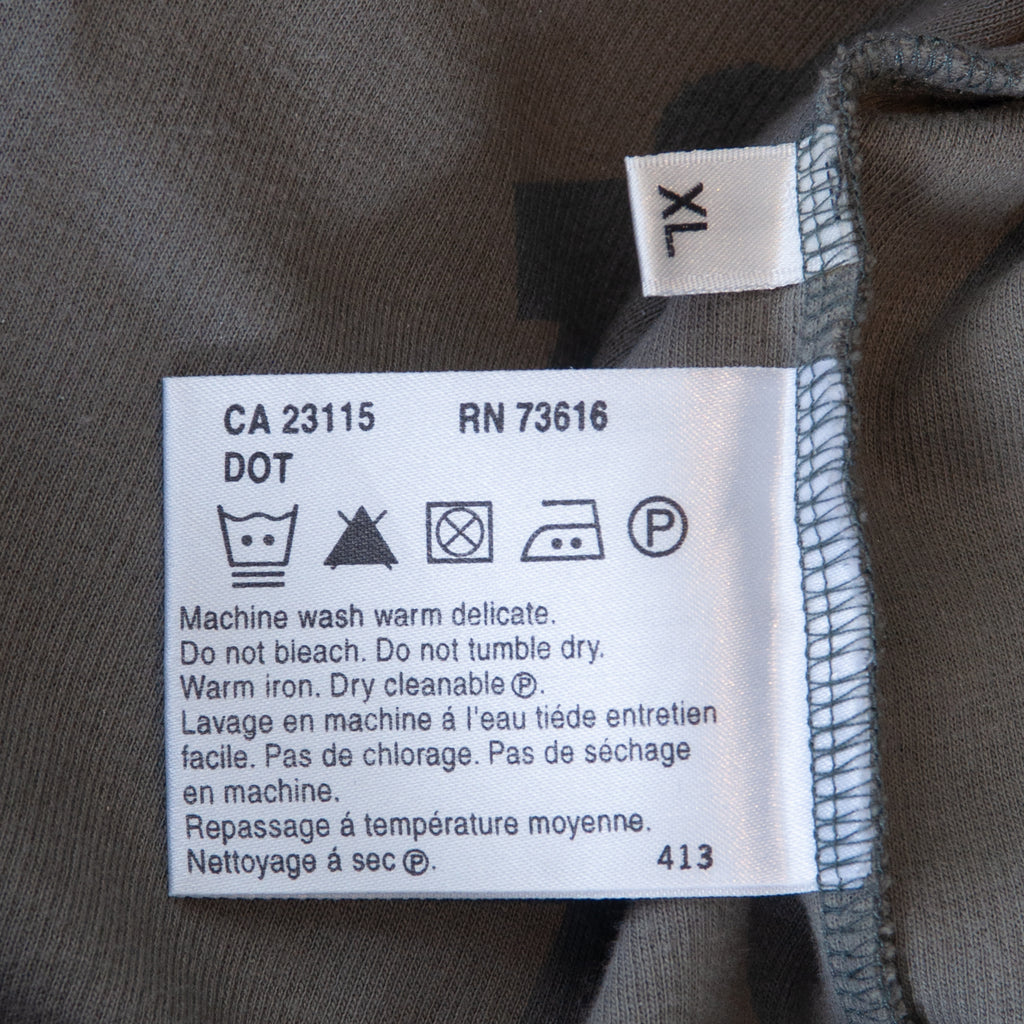 XL
CA 23115 RN 73616
DOT
P
Machine wash warm delicate.
Do not bleach. Do not tumble dry.
Warm iron. Dry cleanable Ⓟ.
Lavage en machine á l'eau tiéde entretien
facile. Pas de chlorage. Pas de séchage
en machine.
Repassage á température moyenne.
Nettoyage á sec Ⓟ. 413